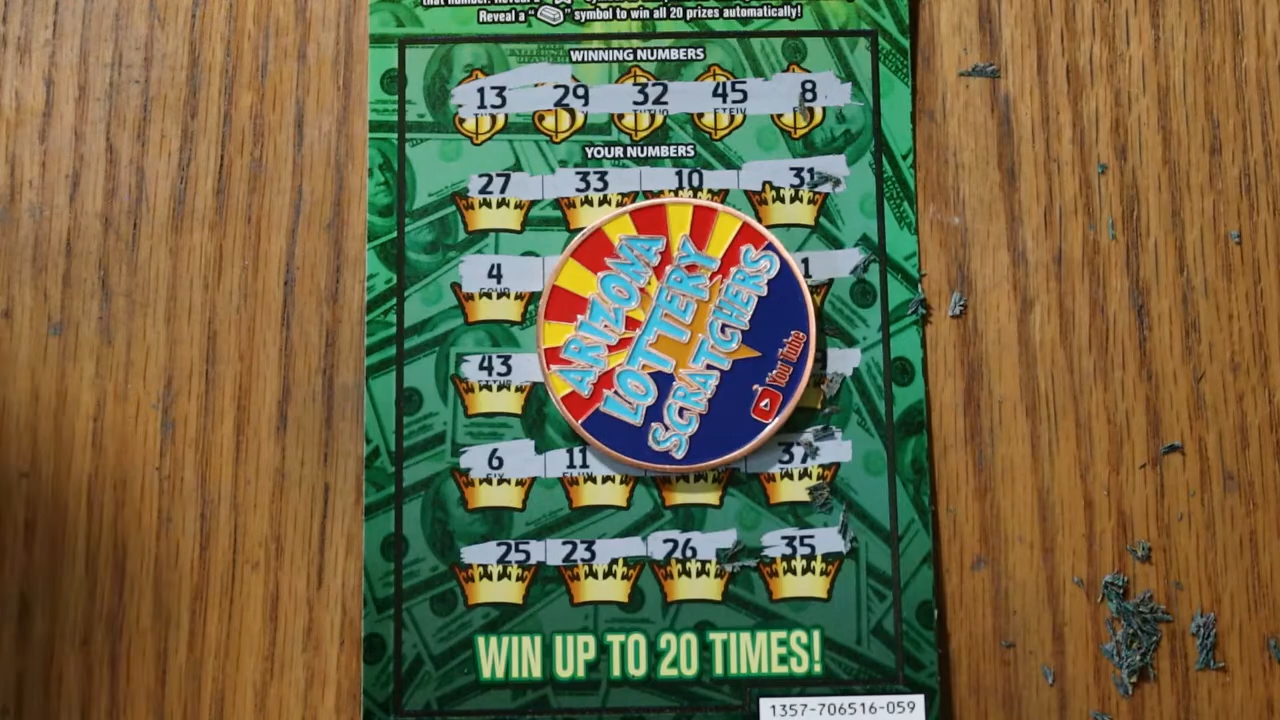 Reveal a " " symbol to win all 20 prizes automatically!
WINNING NUMBERS
13 29 32 45 8
YOUR NUMBERS
27 33 10 31
4
43
6 11 37
25 23 26 35
ARIZONA
LOTTERY
SCRATCHERS
You Tube
WIN UP TO 20 TIMES!
1357-706516-059